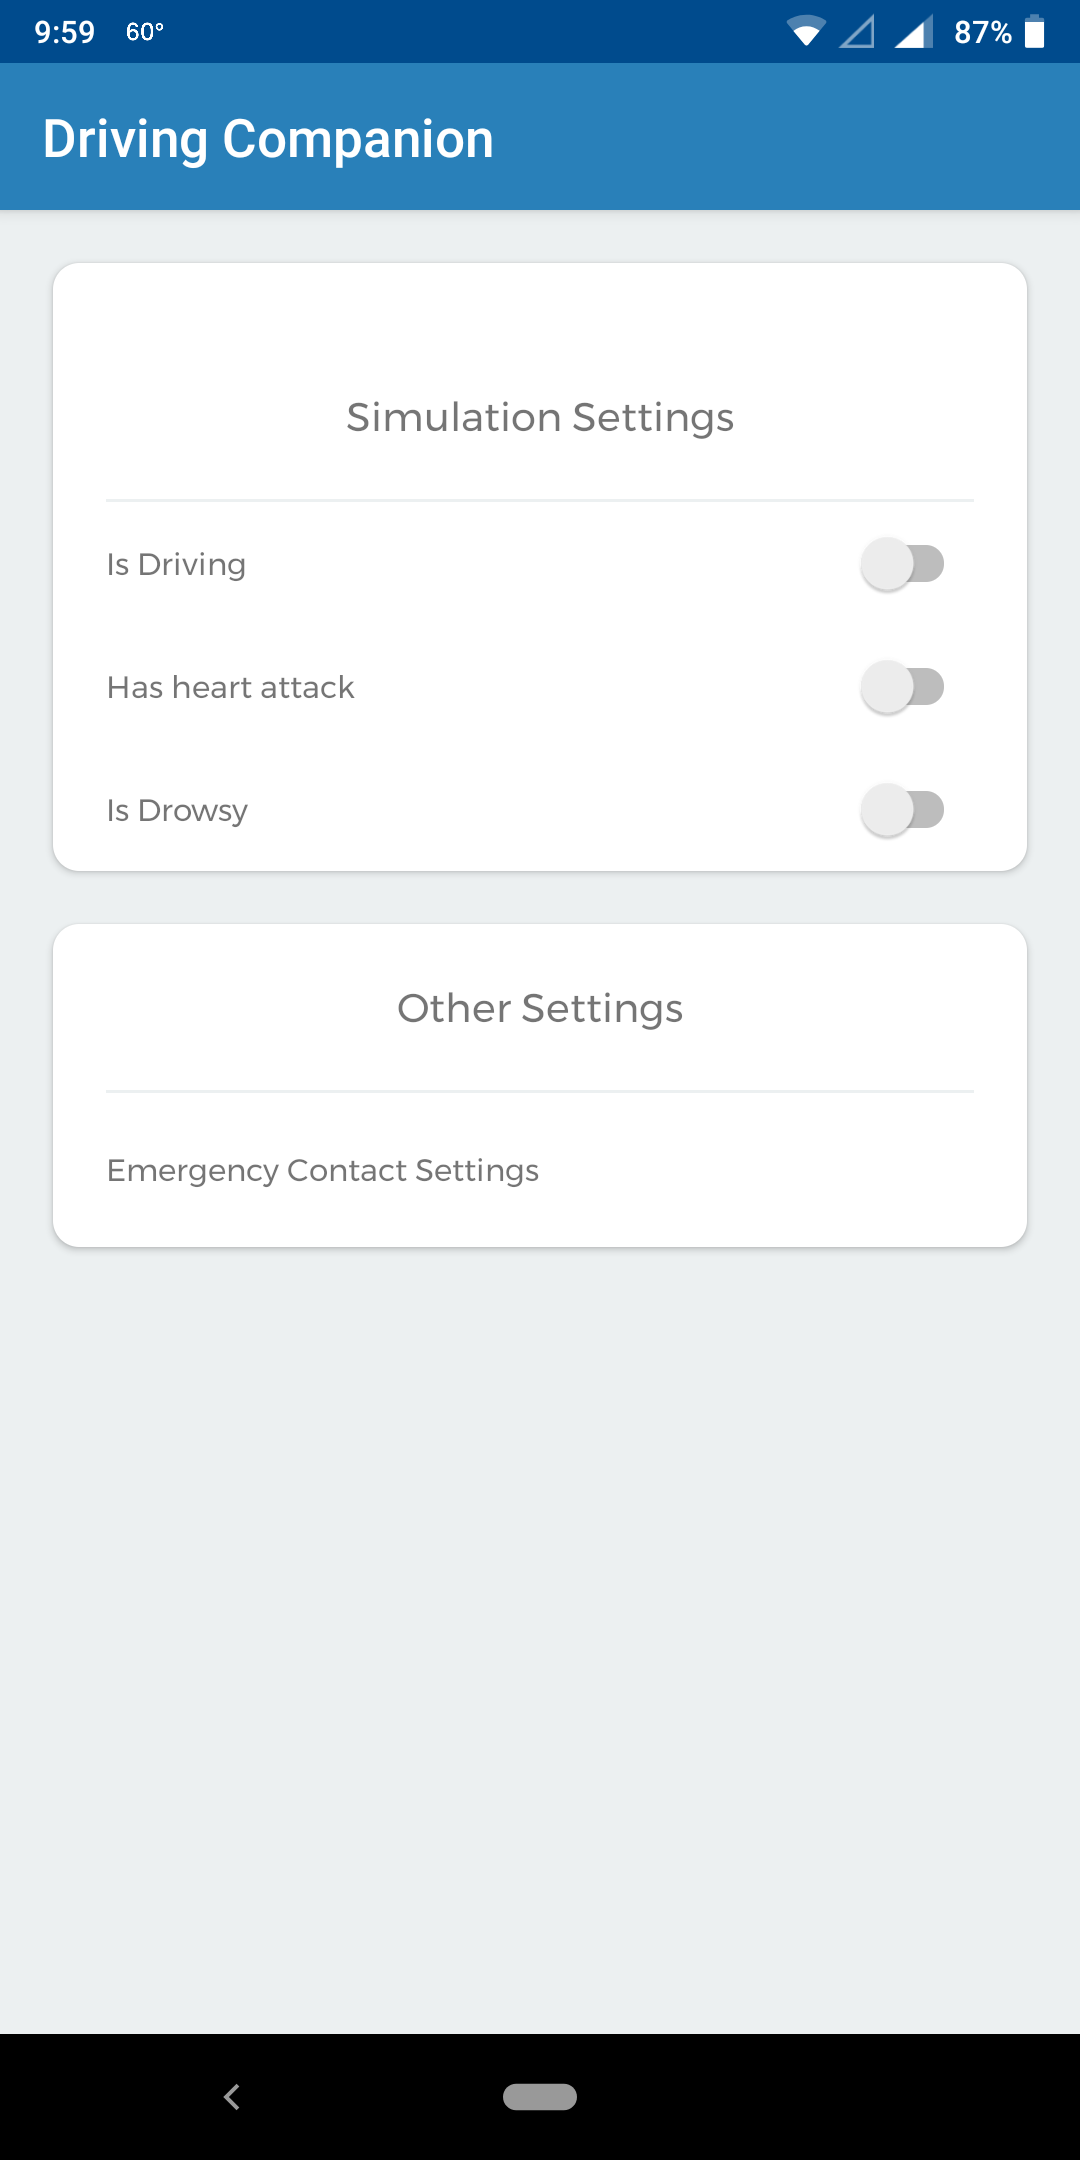 9:59 60° 87%
Driving Companion
Simulation Settings
Is Driving
Has heart attack
Is Drowsy
Other Settings
Emergency Contact Settings